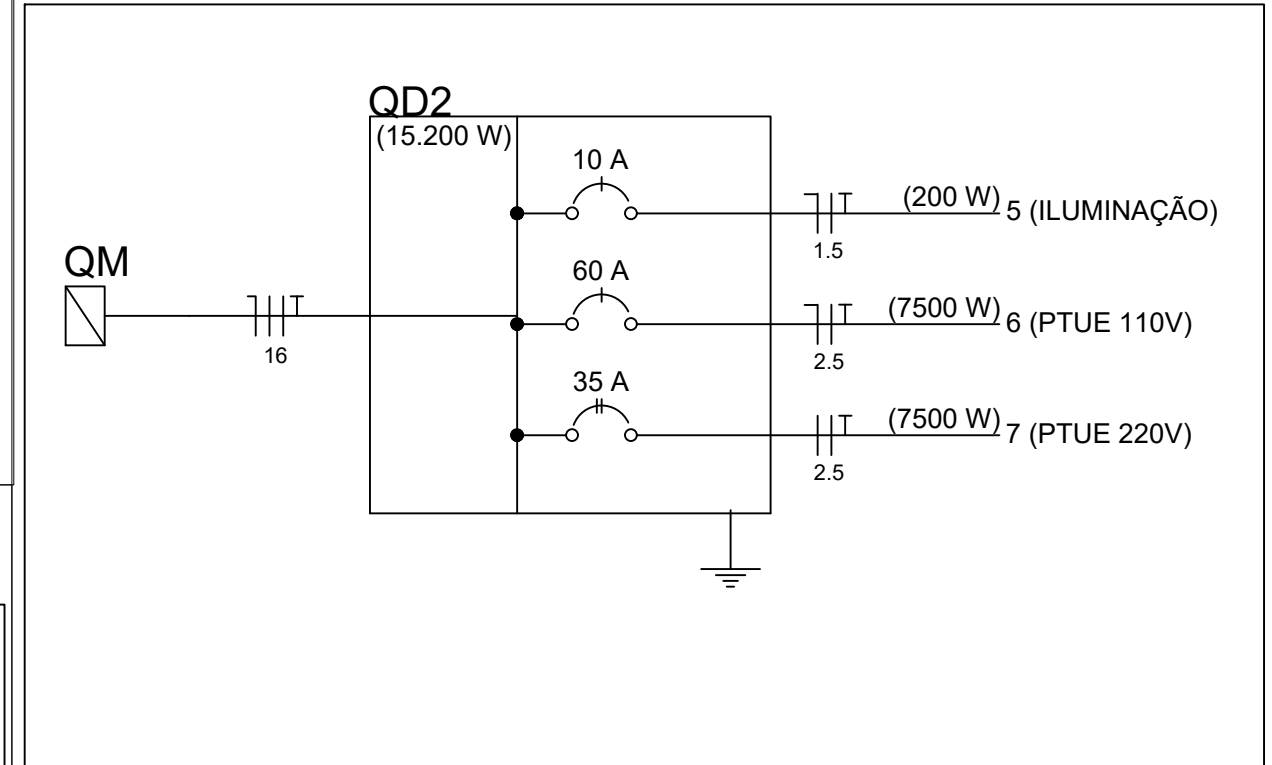 QD2
(15.200 W)
10 A
(200 W) 5 (ILUMINAÇÃO)
1.5
QM
60 A
(7500 W) 6 (PTUE 110V)
16
2.5
35 A
(7500 W) 7 (PTUE 220V)
2.5